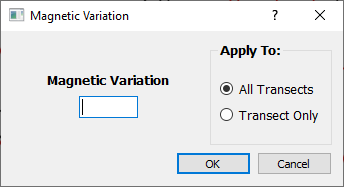 Magnetic Variation
?
Apply To:
Magnetic Variation
All Transects
Transect Only
OK
Cancel